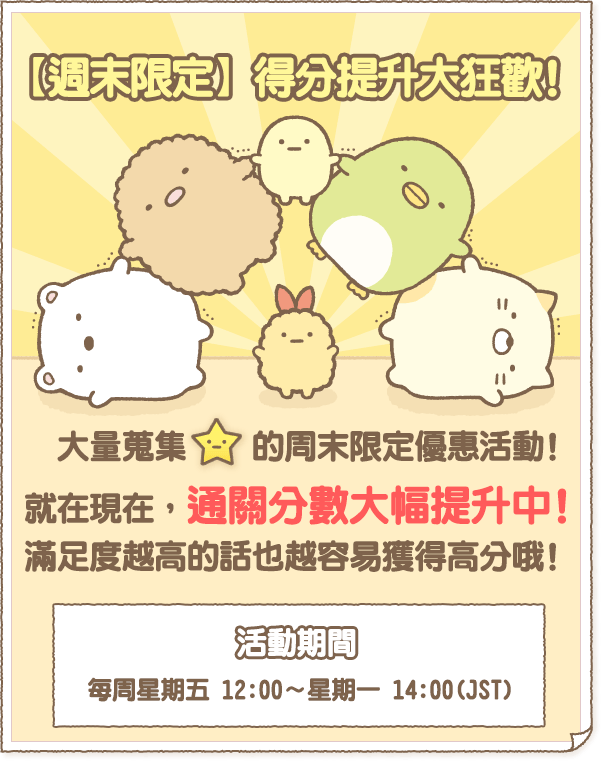 【週末限定】得分提升大狂歡!
大量蒐集 的周末限定優惠活動!
就在現在，通關分數大幅提升中!
滿足度越高的話也越容易獲得高分哦!
活動期間
每周星期五 12:00～星期一 14:00(JST)